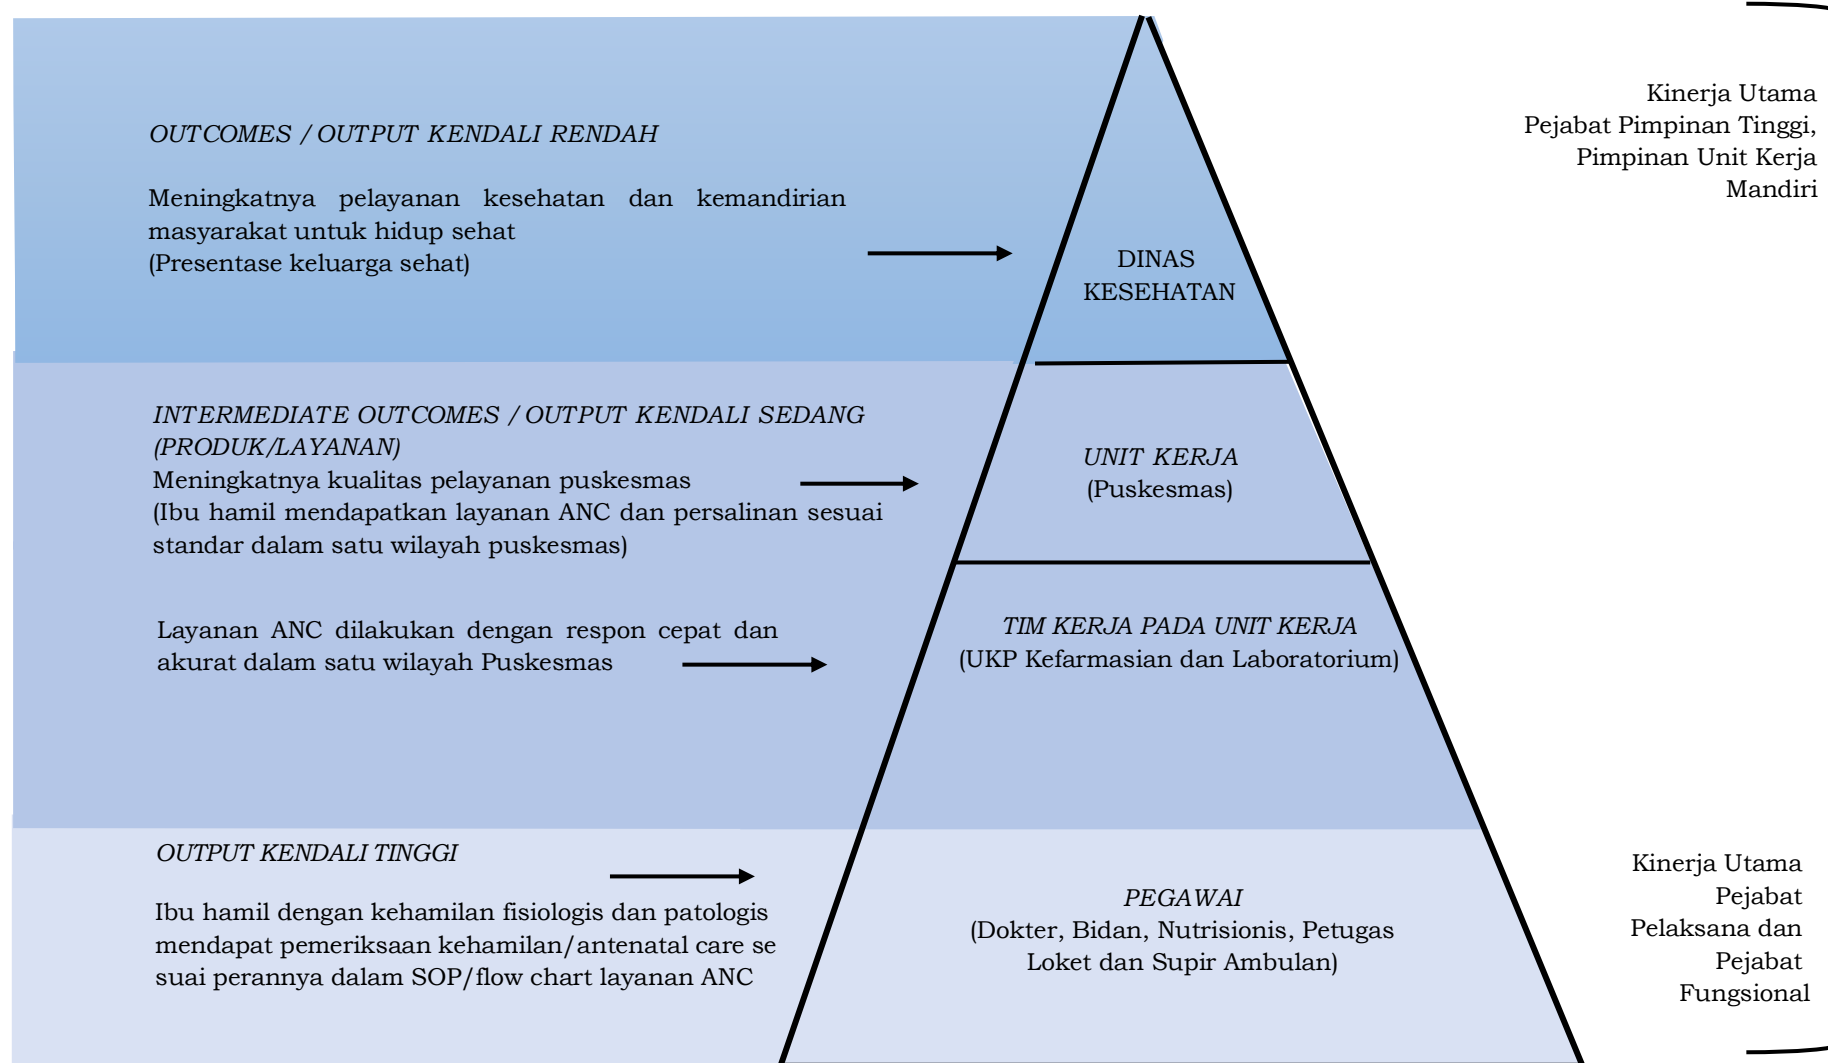 OUTCOMES / OUTPUT KENDALI RENDAH
Meningkatnya pelayanan kesehatan dan kemandirian
masyarakat untuk hidup sehat
(Presentase keluarga sehat)
DINAS
KESEHATAN
Kinerja Utama
Pejabat Pimpinan Tinggi,
Pimpinan Unit Kerja
Mandiri
INTERMEDIATE OUTCOMES / OUTPUT KENDALI SEDANG
(PRODUK/LAYANAN)
Meningkatnya kualitas pelayanan puskesmas
(Ibu hamil mendapatkan layanan ANC dan persalinan sesuai
standar dalam satu wilayah puskesmas)
UNIT KERJA
(Puskesmas)
Layanan ANC dilakukan dengan respon cepat dan
akurat dalam satu wilayah Puskesmas
TIM KERJA PADA UNIT KERJA
(UKP Kefarmasian dan Laboratorium)
OUTPUT KENDALI TINGGI
Ibu hamil dengan kehamilan fisiologis dan patologis
mendapat pemeriksaan kehamilan/antenatal care se
suai perannya dalam SOP/flow chart layanan ANC
PEGAWAI
(Dokter, Bidan, Nutrisionis, Petugas
Loket dan Supir Ambulan)
Kinerja Utama
Pejabat
Pelaksana dan
Pejabat
Fungsional